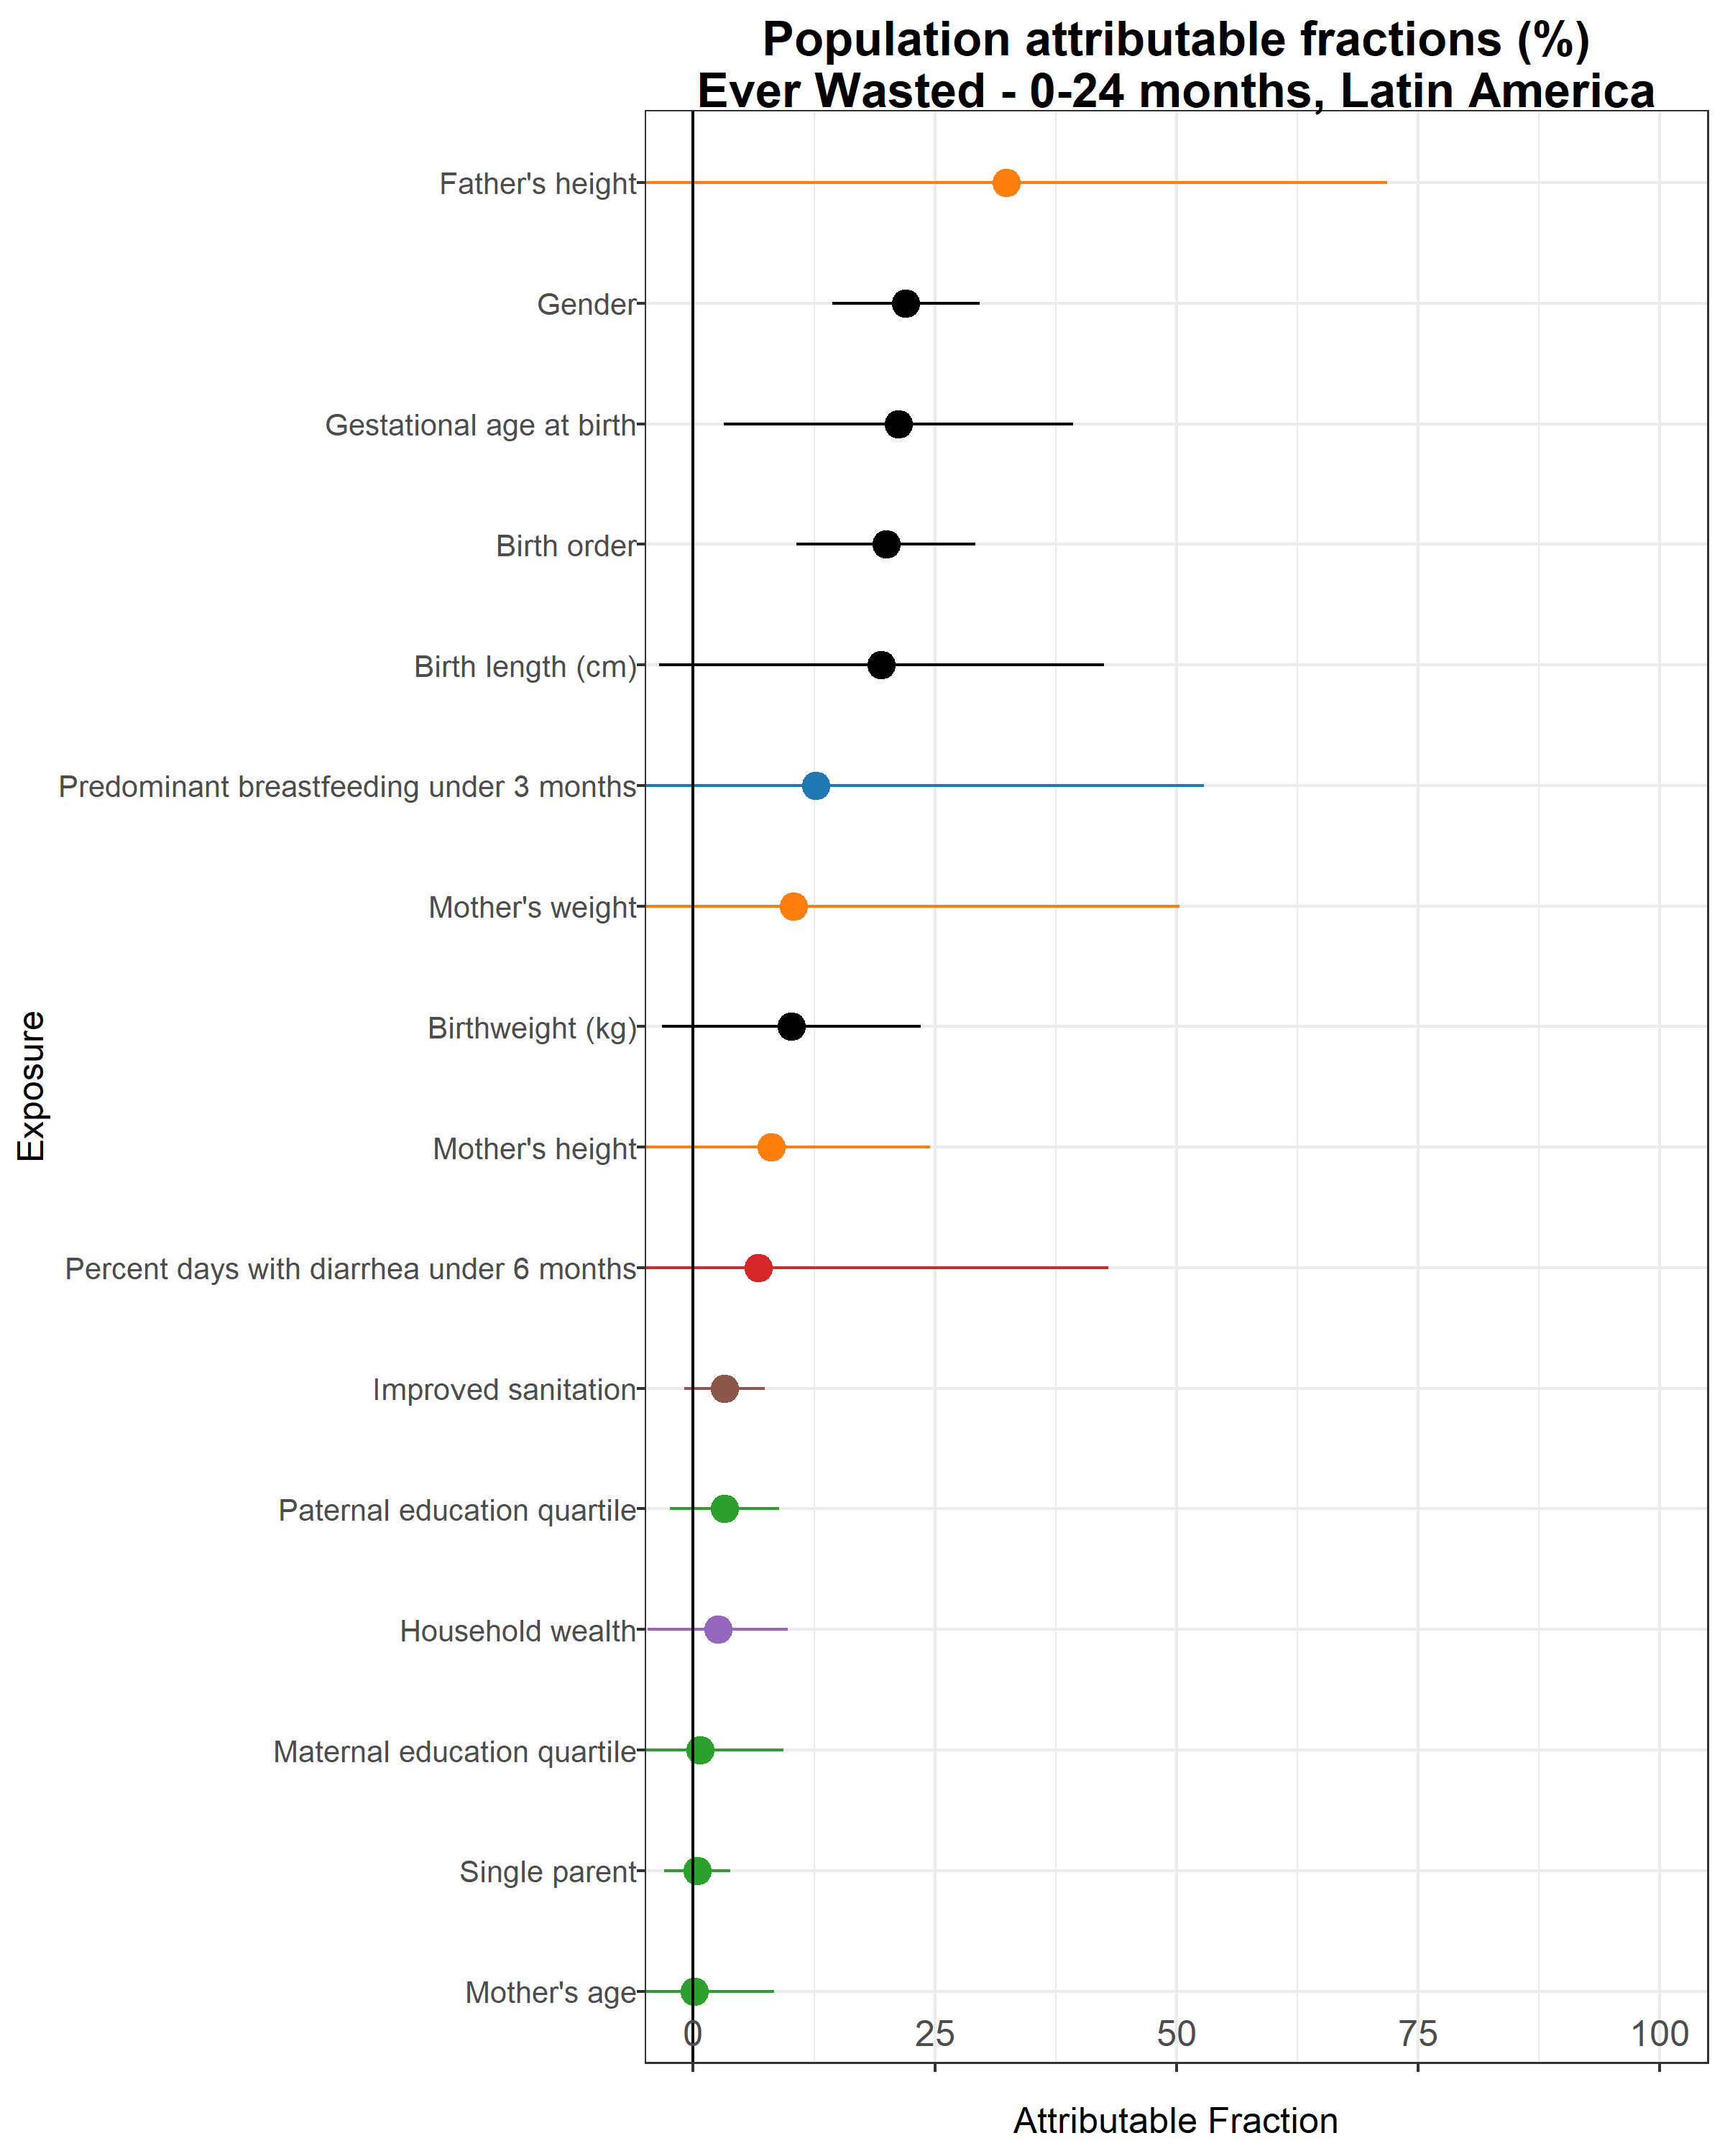 Population attributable fractions (%)
Ever Wasted - 0-24 months, Latin America
Father's height
Gender
Gestational age at birth
Birth order
Birth length (cm)
Predominant breastfeeding under 3 months
Mother's weight
Birthweight (kg)
Mother's height
Percent days with diarrhea under 6 months
Improved sanitation
Paternal education quartile
Household wealth
Maternal education quartile
Single parent
Mother's age
Exposure
0 25 50 75 100
Attributable Fraction